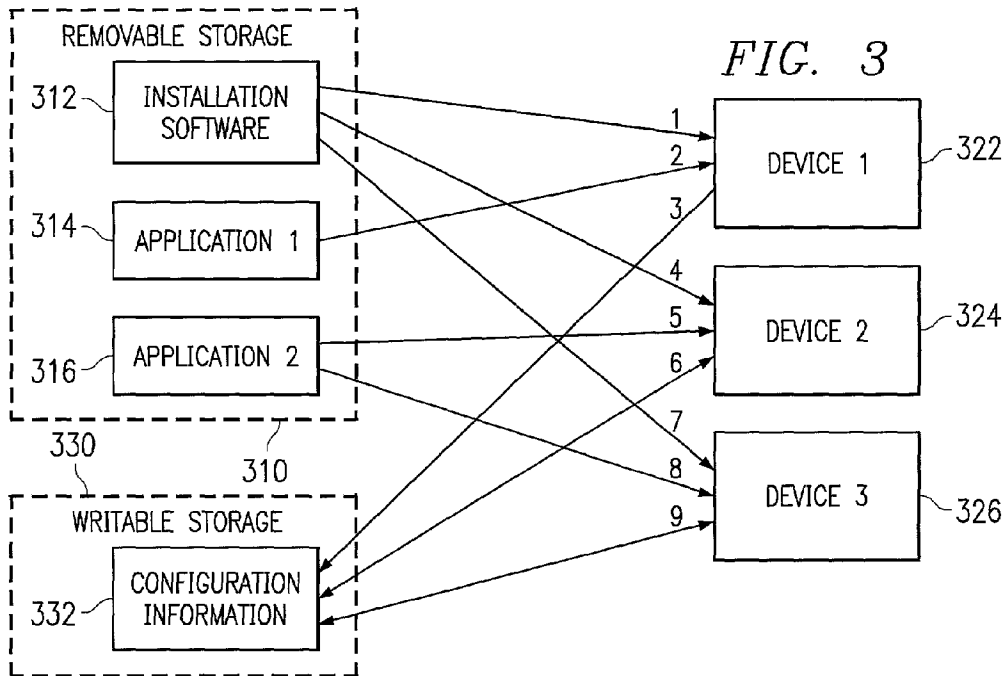 REMOVABLE STORAGE
FIG. 3
312
INSTALLATION
SOFTWARE
1
2
3
DEVICE 1
322
314
APPLICATION 1
4
5
6
DEVICE 2
324
316
APPLICATION 2
7
8
9
DEVICE 3
326
330
310
WRITABLE STORAGE
332
CONFIGURATION
INFORMATION